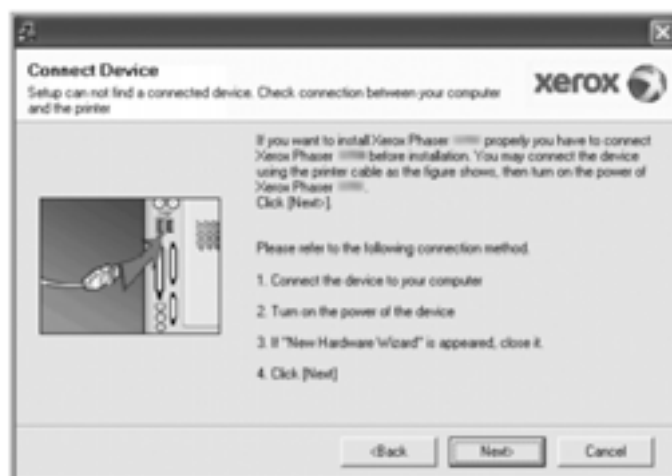 Connect Device
Setup can not find a connected device. Check connection between your computer
and the printer
xerox
If you want to install Xerox Phaser properly you have to connect
Xerox Phaser before installation. You may connect the device
using the printer cable as the figure shows, then turn on the power of
Xerox Phaser .
Click [Next>].
Please refer to the following connection method.
1. Connect the device to your computer
2. Turn on the power of the device
3. If "New Hardware Wizard" is appeared, close it.
4. Click [Next]
<Back
Next>
Cancel